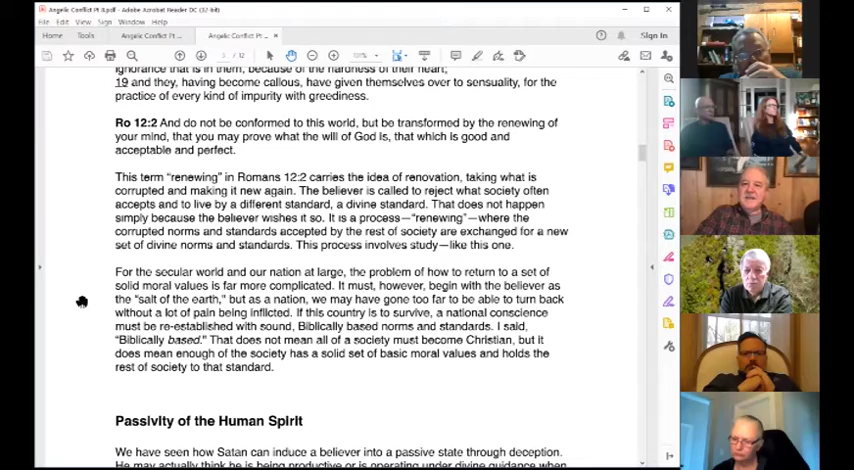 Angelic Conflict Pt 8.pdf - Adobe Acrobat Reader DC (32-bit)
File Edit View Sign Window Help
Home Tools Angelic Conflict Pt ... Angelic Conflict Pt ... × Sign In
/ 12
ignorance that is in them, because of the hardness of their heart;
19 and they, having become callous, have given themselves over to sensuality, for the
practice of every kind of impurity with greediness.
Ro 12:2 And do not be conformed to this world, but be transformed by the renewing of
your mind, that you may prove what the will of God is, that which is good and
acceptable and perfect.
This term “renewing” in Romans 12:2 carries the idea of renovation, taking what is
corrupted and making it new again. The believer is called to reject what society often
accepts and to live by a different standard, a divine standard. That does not happen
simply because the believer wishes it so. It is a process—“renewing”—where the
corrupted norms and standards accepted by the rest of society are exchanged for a new
set of divine norms and standards. This process involves study—like this one.
For the secular world and our nation at large, the problem of how to return to a set of
solid moral values is far more complicated. It must, however, begin with the believer as
the “salt of the earth,” but as a nation, we may have gone too far to be able to turn back
without a lot of pain being inflicted. If this country is to survive, a national conscience
must be re-established with sound, Biblically based norms and standards. I said,
“Biblically based.” That does not mean all of a society must become Christian, but it
does mean enough of the society has a solid set of basic moral values and holds the
rest of society to that standard.
Passivity of the Human Spirit
We have seen how Satan can induce a believer into a passive state through deception.
He may actually think he is being productive or is operating under divine guidance when